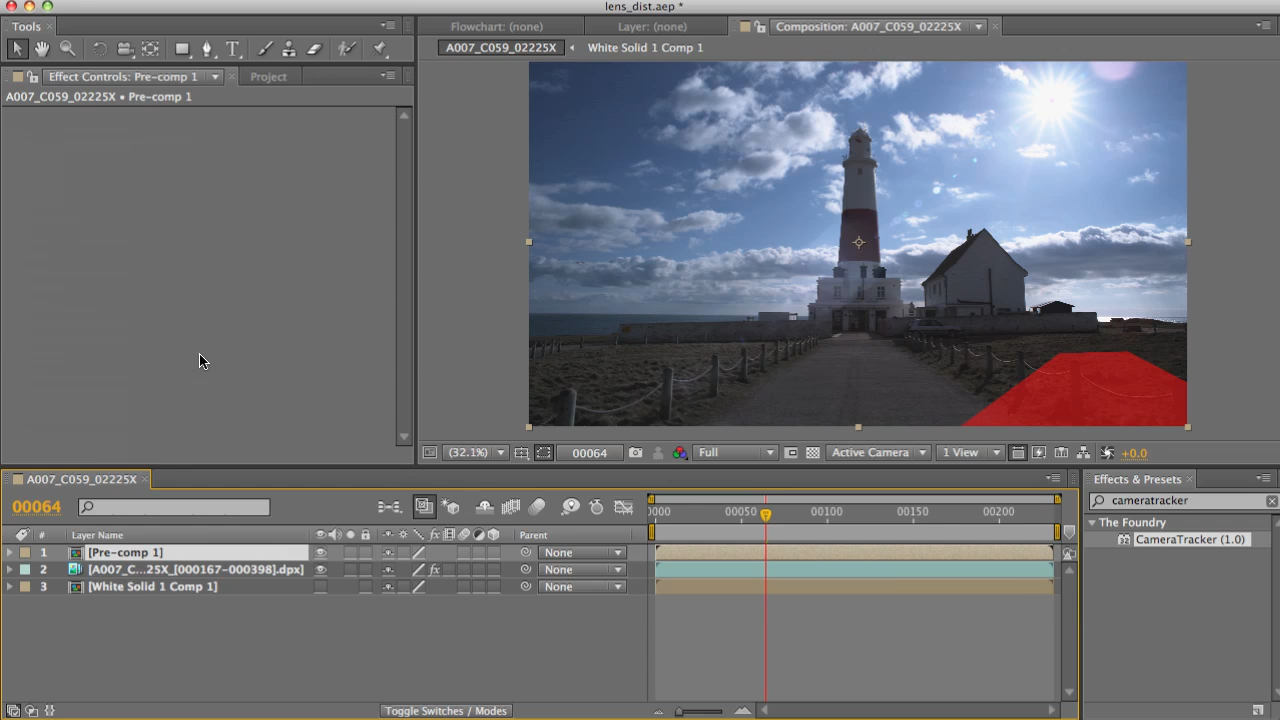 lens_dist.aep *
Tools
Flowchart: (none)
Layer: (none)
Composition: A007_C059_02225X
A007_C059_02225X
White Solid 1 Comp 1
Effect Controls: Pre-comp 1
Project
A007_C059_02225X • Pre-comp 1
(32.1%)
00064
Full
Active Camera
1 View
+0.0
A007_C059_02225X
00064
0000
00050
00100
00150
00200
# Layer Name
Parent
1 [Pre-comp 1] None
2 [A007_C...25X_[000167-000398].dpx] fx None
3 [White Solid 1 Comp 1] None
Toggle Switches / Modes
Effects & Presets
cameratracker
The Foundry
CameraTracker (1.0)